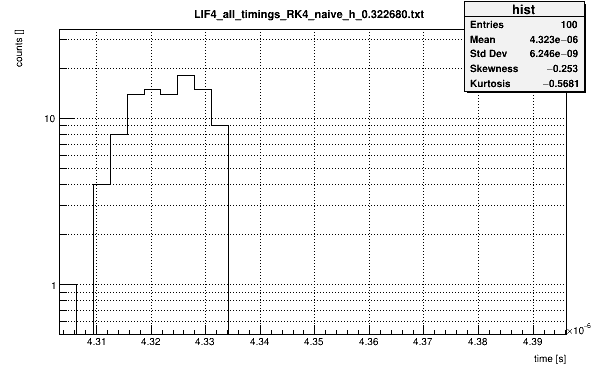 LIF4_all_timings_RK4_naive_h_0.322680.txt
hist
Entries 100
Mean 4.323e−06
Std Dev 6.246e−09
Skewness −0.253
Kurtosis −0.5681
counts []
10
1
4.31 4.32 4.33 4.34 4.35 4.36 4.37 4.38 4.39
×10−6
time [s]